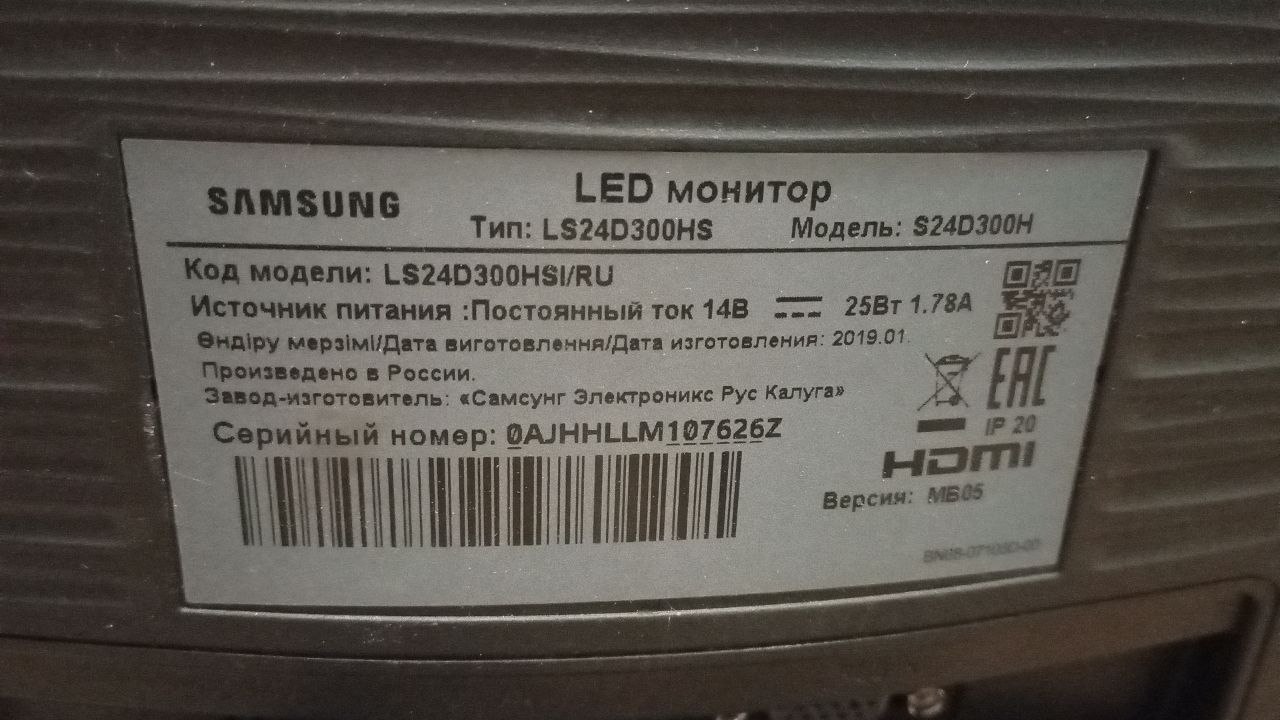 SAMSUNG
LED монитор
Тип: LS24D300HS Модель: S24D300H
Код модели: LS24D300HSI/RU
Источник питания :Постоянный ток 14В 25Вт 1.78А
Өндіру мерзімі/Дата виготовлення/Дата изготовления: 2019.01.
Произведено в России.
Завод-изготовитель: «Самсунг Электроникс Рус Калуга»
EAC
Серийный номер: 0AJHHLLM107626Z
IP 20
HDMI
Версия: MB05